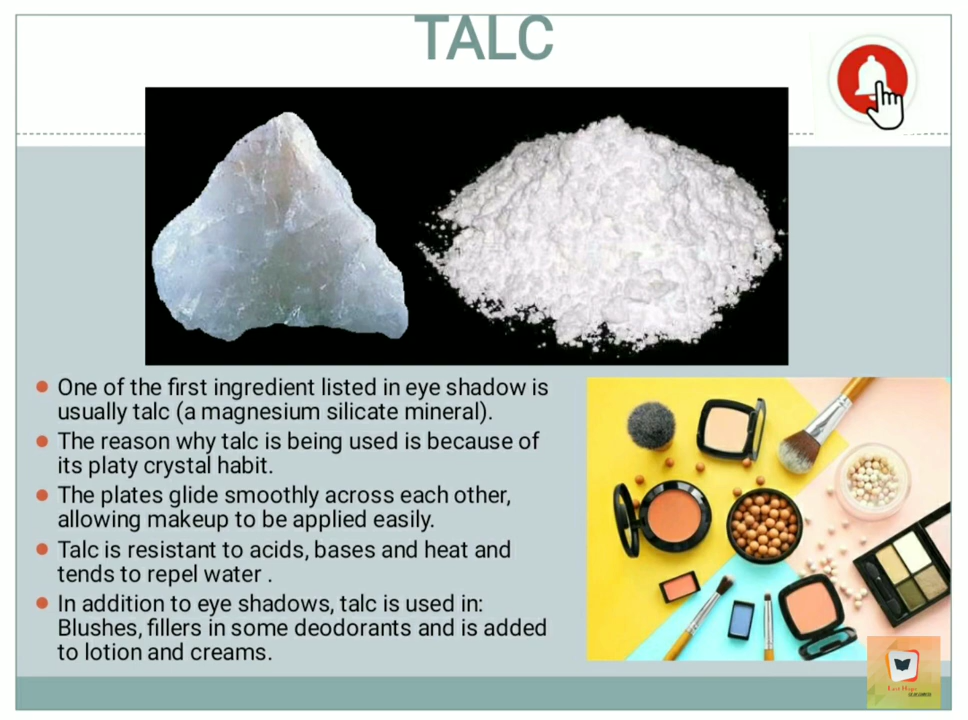 TALC
One of the first ingredient listed in eye shadow is
usually talc (a magnesium silicate mineral).
The reason why talc is being used is because of
its platy crystal habit.
The plates glide smoothly across each other,
allowing makeup to be applied easily.
Talc is resistant to acids, bases and heat and
tends to repel water .
In addition to eye shadows, talc is used in:
Blushes, fillers in some deodorants and is added
to lotion and creams.